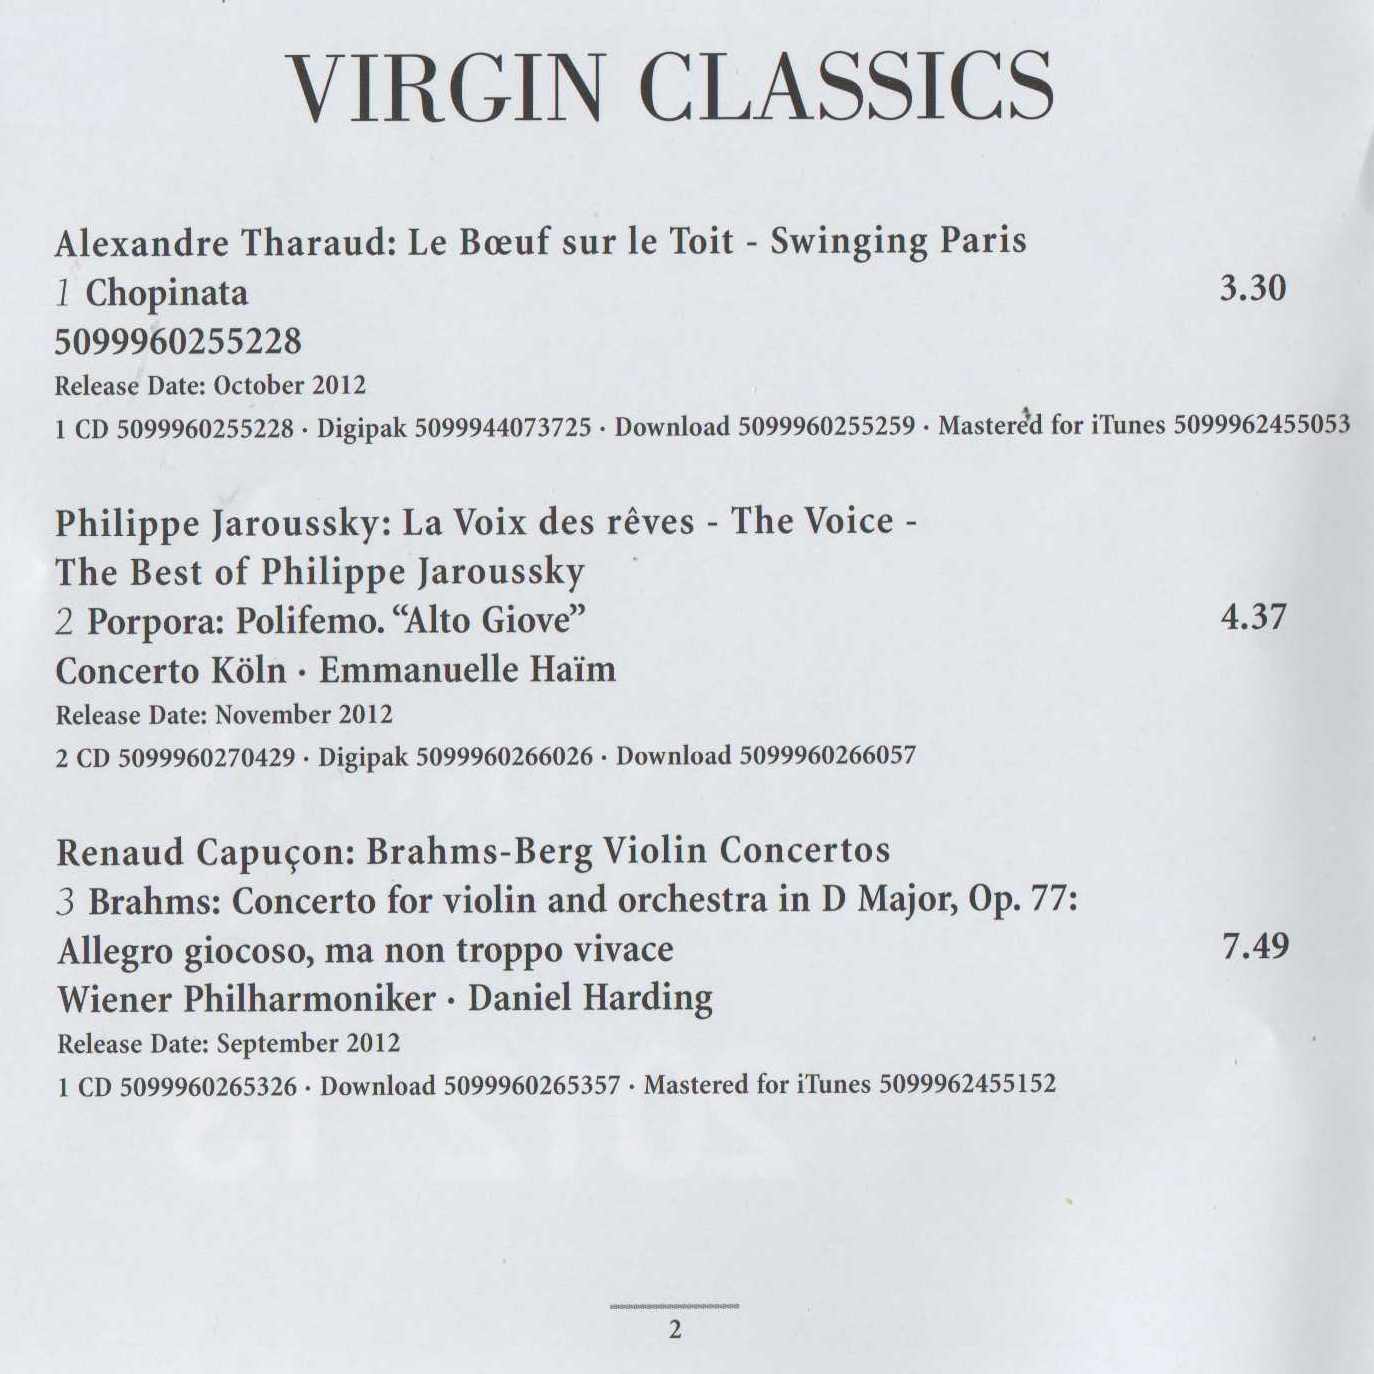 VIRGIN CLASSICS
Alexandre Tharaud: Le Bœuf sur le Toit - Swinging Paris
1 Chopinata 3.30
5099960255228
Release Date: October 2012
1 CD 5099960255228 · Digipak 5099944073725 · Download 5099960255259 · Mastered for iTunes 5099962455053
Philippe Jaroussky: La Voix des rêves - The Voice -
The Best of Philippe Jaroussky
2 Porpora: Polifemo. “Alto Giove” 4.37
Concerto Köln · Emmanuelle Haïm
Release Date: November 2012
2 CD 5099960270429 · Digipak 5099960266026 · Download 5099960266057
Renaud Capuçon: Brahms-Berg Violin Concertos
3 Brahms: Concerto for violin and orchestra in D Major, Op. 77:
Allegro giocoso, ma non troppo vivace 7.49
Wiener Philharmoniker · Daniel Harding
Release Date: September 2012
1 CD 5099960265326 · Download 5099960265357 · Mastered for iTunes 5099962455152
2